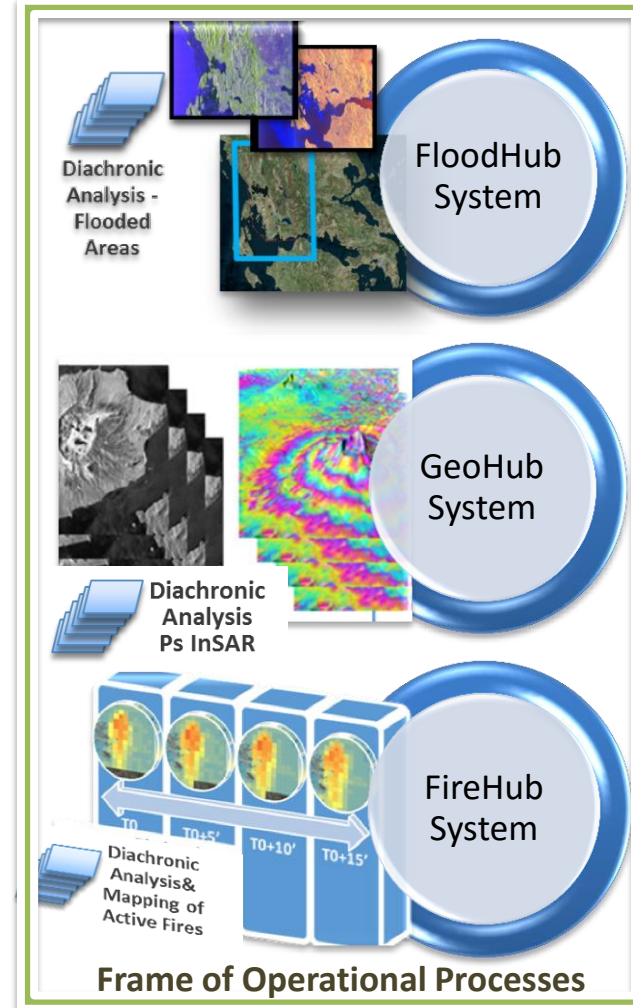 Diachronic
Analysis -
Flooded
Areas
FloodHub
System
GeoHub
System
Diachronic
Analysis
Ps InSAR
T0
T0+5’
T0+10’
T0+15’
FireHub
System
Diachronic
Analysis&
Mapping of
Active Fires
Frame of Operational Processes